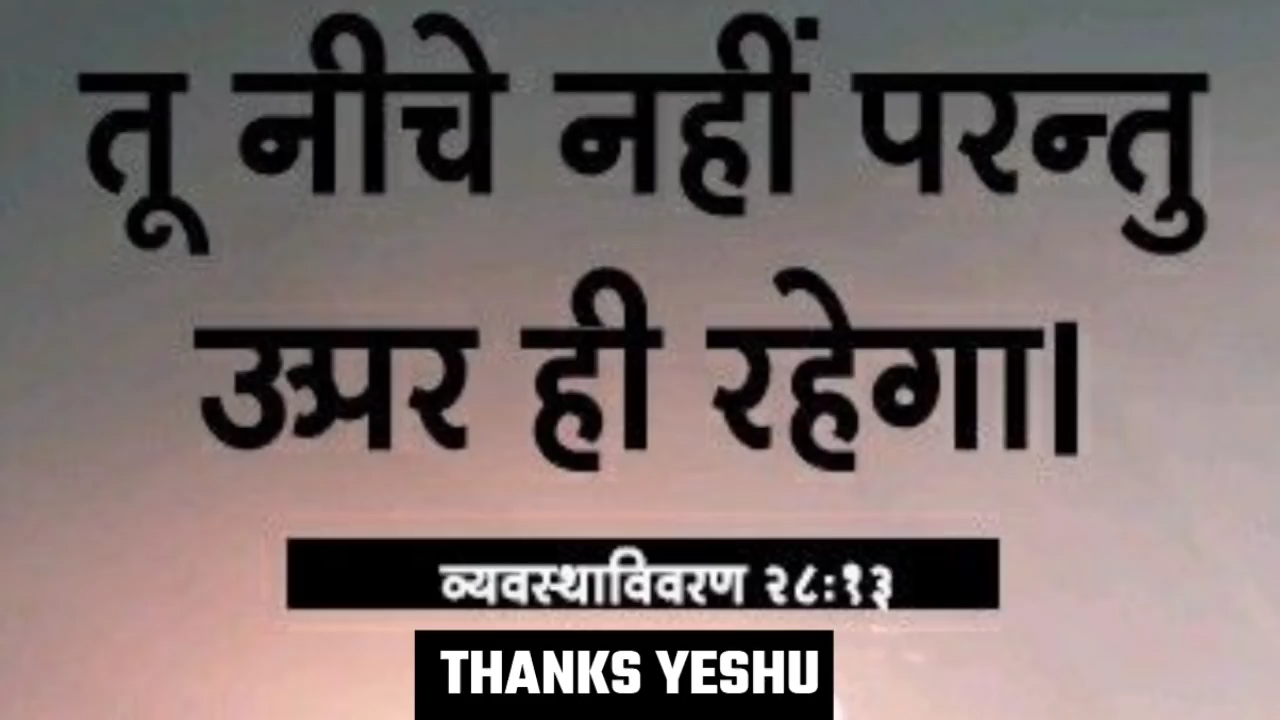 तू नीचे नहीं परन्तु
ऊपर ही रहेगा।
व्यवस्थाविवरण २८:१३
THANKS YESHU